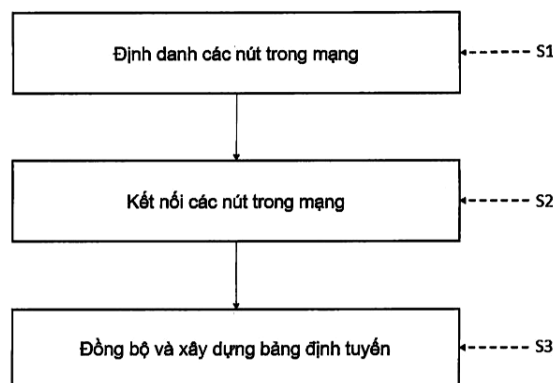 Định danh các nút trong mạng
S1
Kết nối các nút trong mạng
S2
Đồng bộ và xây dựng bảng định tuyến
S3